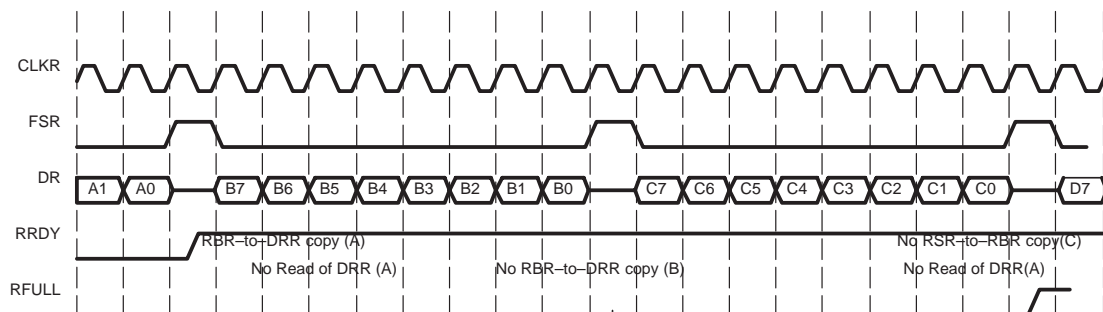 CLKR
FSR
DR A1 A0 B7 B6 B5 B4 B3 B2 B1 B0 C7 C6 C5 C4 C3 C2 C1 C0 D7
RRDY
RBR–to–DRR copy (A) No RSR–to–RBR copy(C)
No Read of DRR (A) No RBR–to–DRR copy (B) No Read of DRR(A)
RFULL